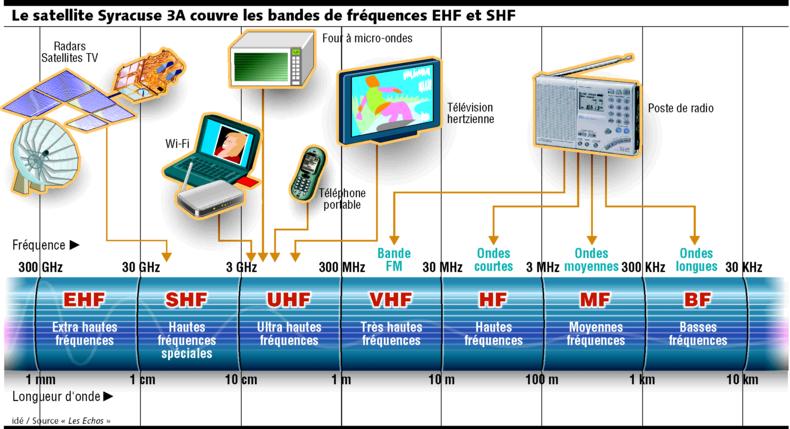 Le satellite Syracuse 3A couvre les bandes de fréquences EHF et SHF
Radars
Satellites TV
Four à micro-ondes
Wi-Fi
Téléphone
portable
Télévision
hertzienne
Poste de radio
Fréquence ▶
Bande
FM
Ondes
courtes
Ondes
moyennes
Ondes
longues
300 GHz 30 GHz 3 GHz 300 MHz 30 MHz 3 MHz 300 KHz 30 KHz
EHF SHF UHF VHF HF MF BF
Extra hautes
fréquences
Hautes
fréquences
spéciales
Ultra hautes
fréquences
Très hautes
fréquences
Hautes
fréquences
Moyennes
fréquences
Basses
fréquences
1 mm 1 cm 10 cm 1 m 10 m 100 m 1 km 10 km
Longueur d'onde ▶
idé / Source « Les Echos »